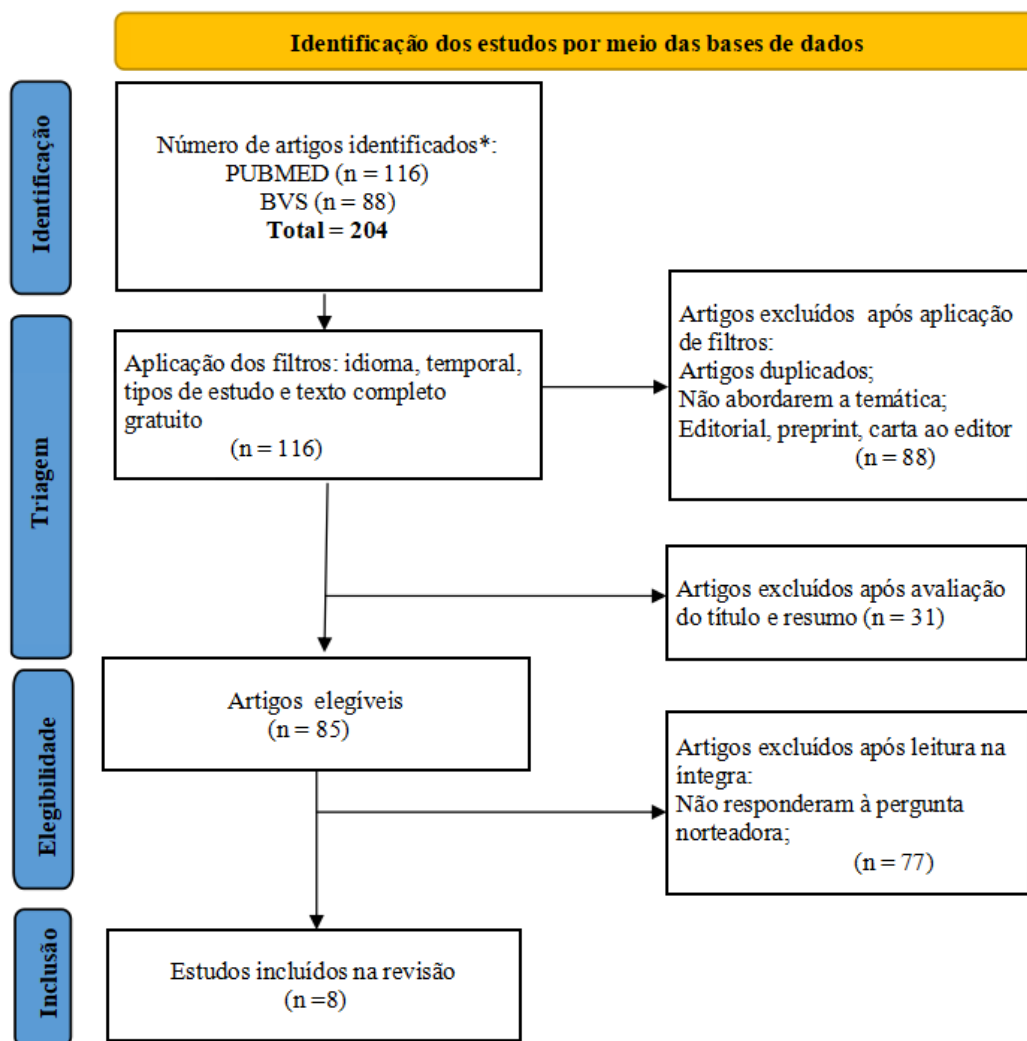 Identificação dos estudos por meio das bases de dados
Identificação
Número de artigos identificados*:
PUBMED (n = 116)
BVS (n = 88)
Total = 204
Triagem
Aplicação dos filtros: idioma, temporal,
tipos de estudo e texto completo
gratuito
(n = 116)
Artigos excluídos após aplicação
de filtros:
Artigos duplicados;
Não abordarem a temática;
Editorial, preprint, carta ao editor
(n = 88)
Artigos excluídos após avaliação
do título e resumo (n = 31)
Elegibilidade
Artigos elegíveis
(n = 85)
Artigos excluídos após leitura na
íntegra:
Não responderam à pergunta
norteadora;
(n = 77)
Inclusão
Estudos incluídos na revisão
(n =8)